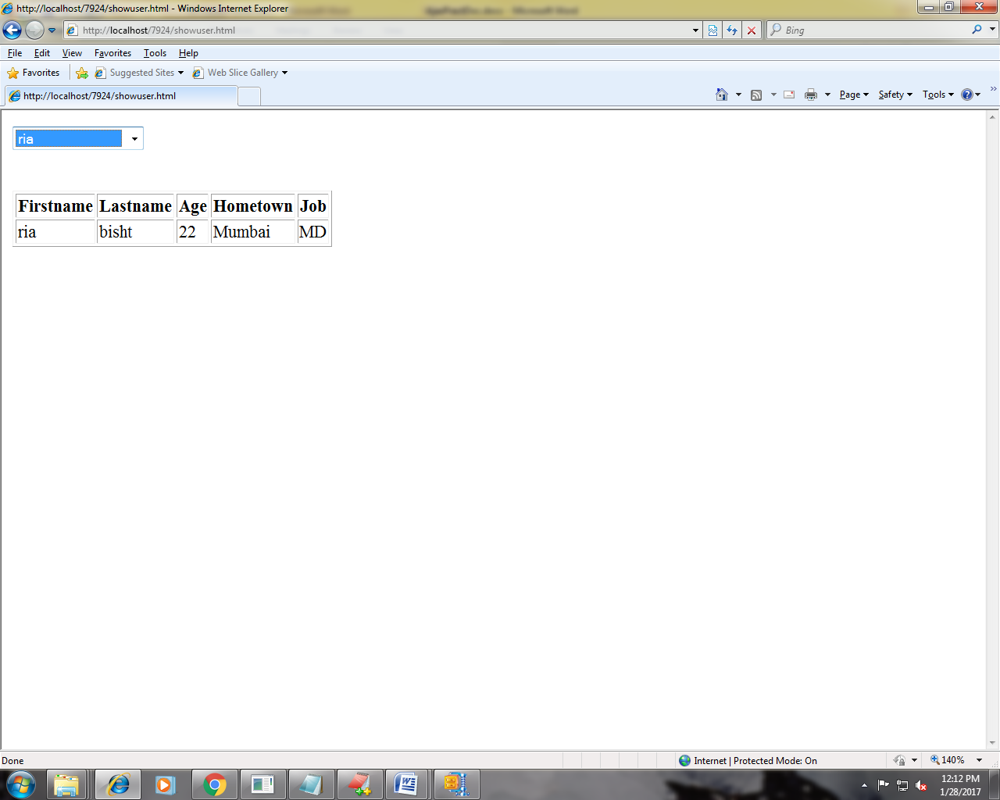 http://localhost/7924/showuser.html - Windows Internet Explorer
http://localhost/7924/showuser.html
Bing
File Edit View Favorites Tools Help
Favorites Suggested Sites Web Slice Gallery
http://localhost/7924/showuser.html
Page Safety Tools
ria
Firstname Lastname Age Hometown Job
ria bisht 22 Mumbai MD
Done
Internet | Protected Mode: On
140%
12:12 PM
1/28/2017